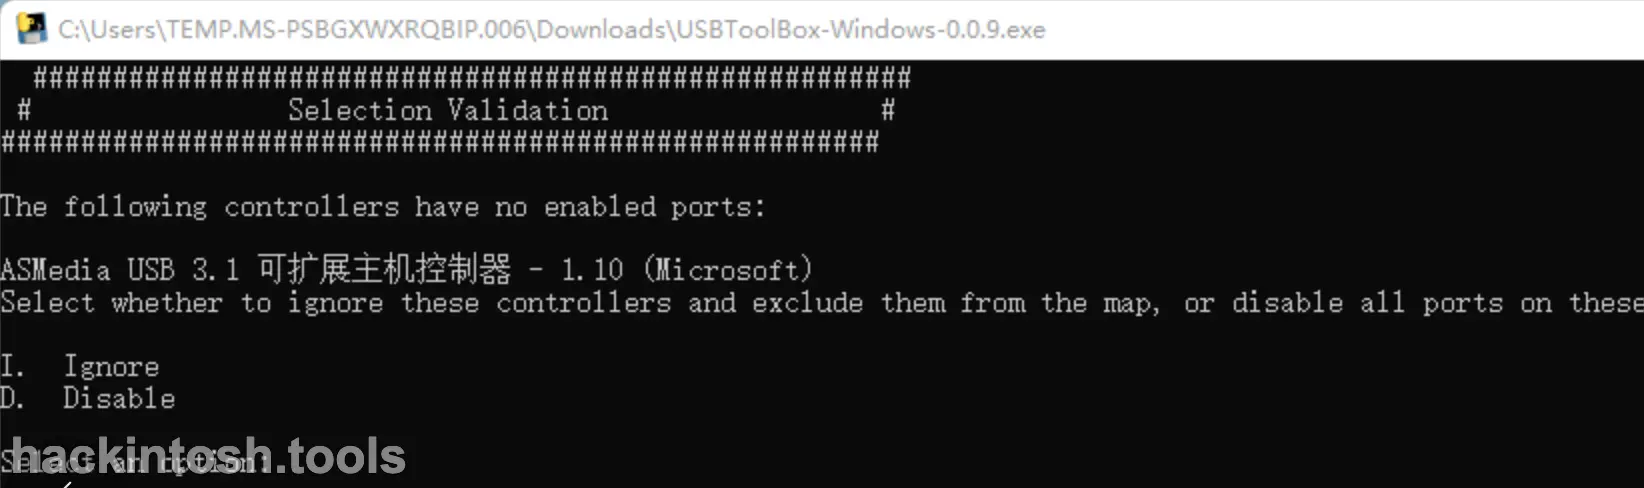 C:\Users\TEMP.MS-PSBGXWXRQBIP.006\Downloads\USBToolBox-Windows-0.0.9.exe
#######################################################
# Selection Validation #
#######################################################
The following controllers have no enabled ports:
ASMedia USB 3.1 可扩展主机控制器 - 1.10 (Microsoft)
Select whether to ignore these controllers and exclude them from the map, or disable all ports on these
I. Ignore
D. Disable
Select an option:
hackintosh.tools